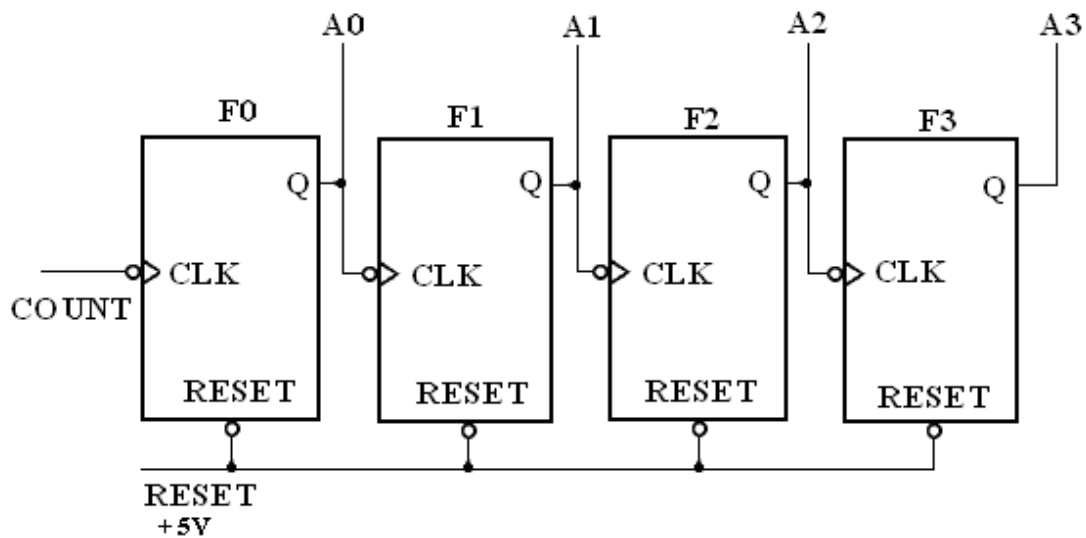 A0 A1 A2 A3
F0 F1 F2 F3
Q Q Q Q
CLK CLK CLK CLK
COUNT
RESET RESET RESET RESET
RESET
+5V